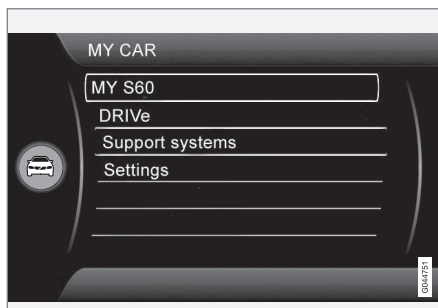 MY CAR
MY S60
DRIVe
Support systems
Settings
G044751